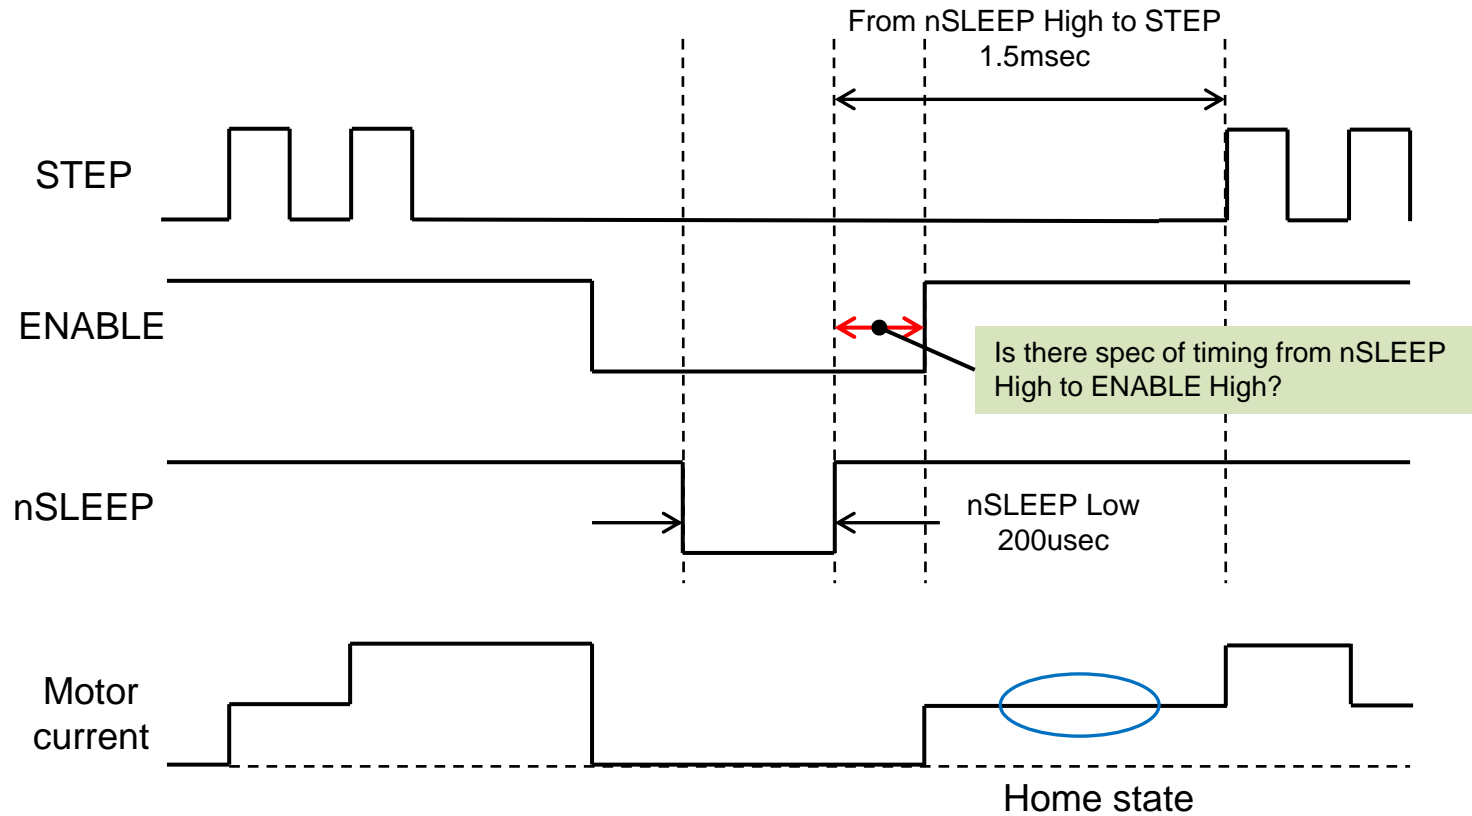 From nSLEEP High to STEP
1.5msec
STEP
ENABLE
Is there spec of timing from nSLEEP
High to ENABLE High?
nSLEEP
nSLEEP Low
200usec
Motor
current
Home state